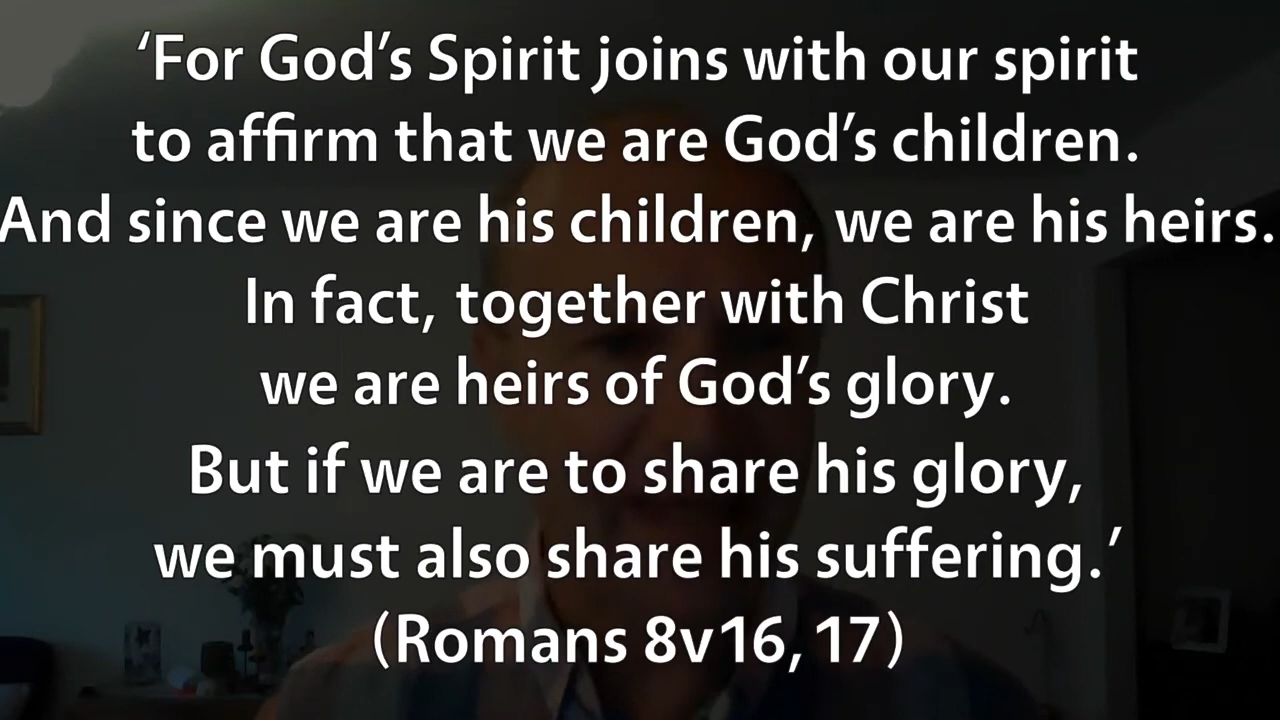 ‘For God’s Spirit joins with our spirit
to affirm that we are God’s children.
And since we are his children, we are his heirs.
In fact, together with Christ
we are heirs of God’s glory.
But if we are to share his glory,
we must also share his suffering.’
(Romans 8v16, 17)